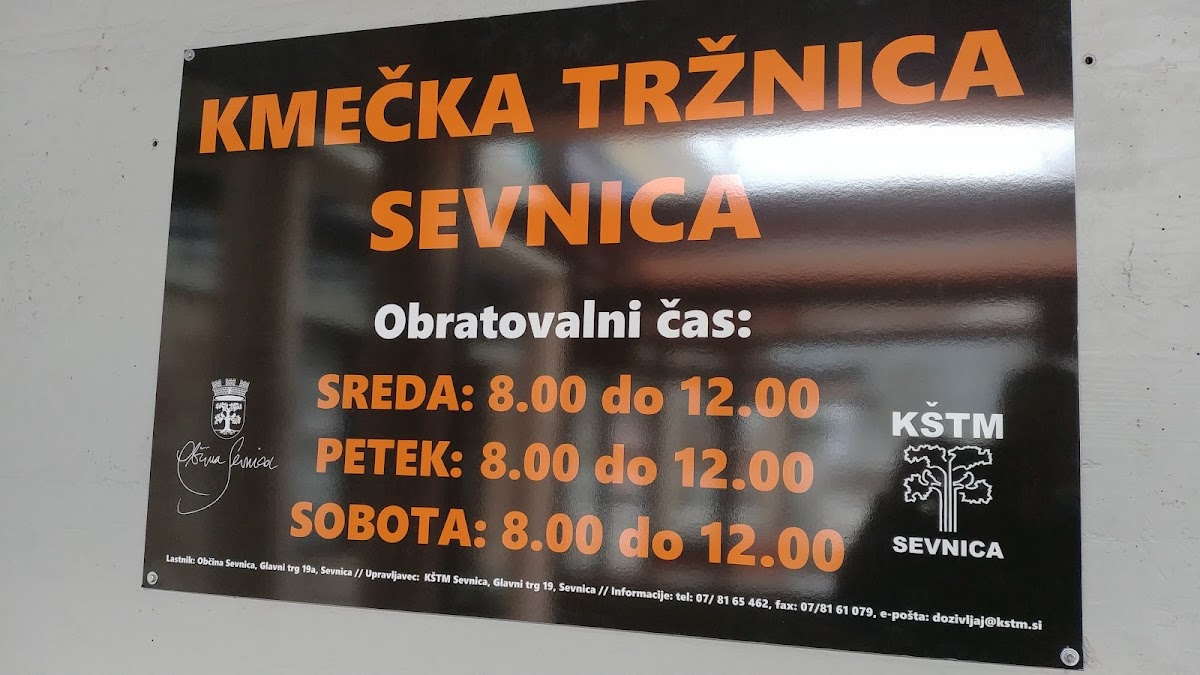 KMEČKA TRŽNICA
SEVNICA
Obratovalni čas:
SREDA: 8.00 do 12.00
PETEK: 8.00 do 12.00
SOBOTA: 8.00 do 12.00
Občina Sevnica
KŠTM
SEVNICA
Lastnik: Občina Sevnica, Glavni trg 19a, Sevnica // Upravljavec: KŠTM Sevnica, Glavni trg 19, Sevnica // Informacije: tel: 07/ 81 65 462, fax: 07/81 61 079, e-pošta: dozivljaj@kstm.si